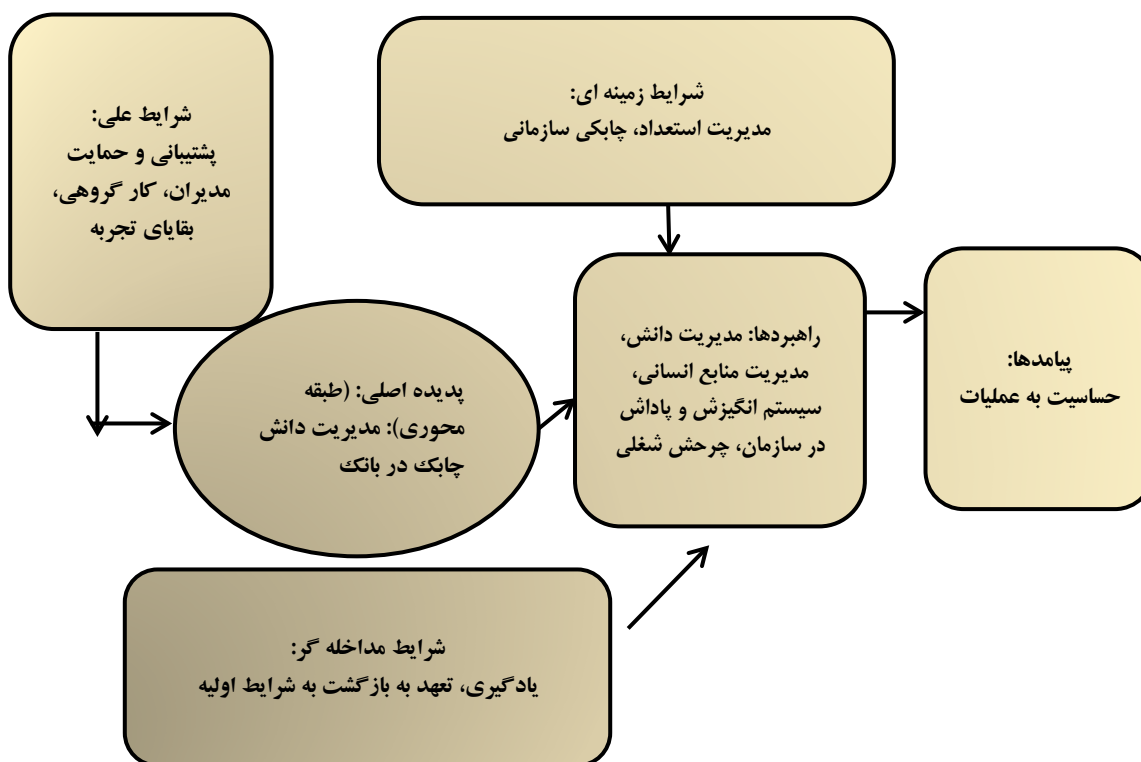 شرایط علی:
پشتیبانی و حمایت
مدیران، کار گروهی،
بقایای تجربه
شرایط زمینه ای:
مدیریت استعداد، چابکی سازمانی
پدیده اصلی: (طبقه
محوری): مدیریت دانش
چابک در بانک
راهبردها: مدیریت دانش،
مدیریت منابع انسانی،
سیستم انگیزش و پاداش
در سازمان، چرحش شغلی
پیامدها:
حساسیت به عملیات
شرایط مداخله گر:
یادگیری، تعهد به بازگشت به شرایط اولیه